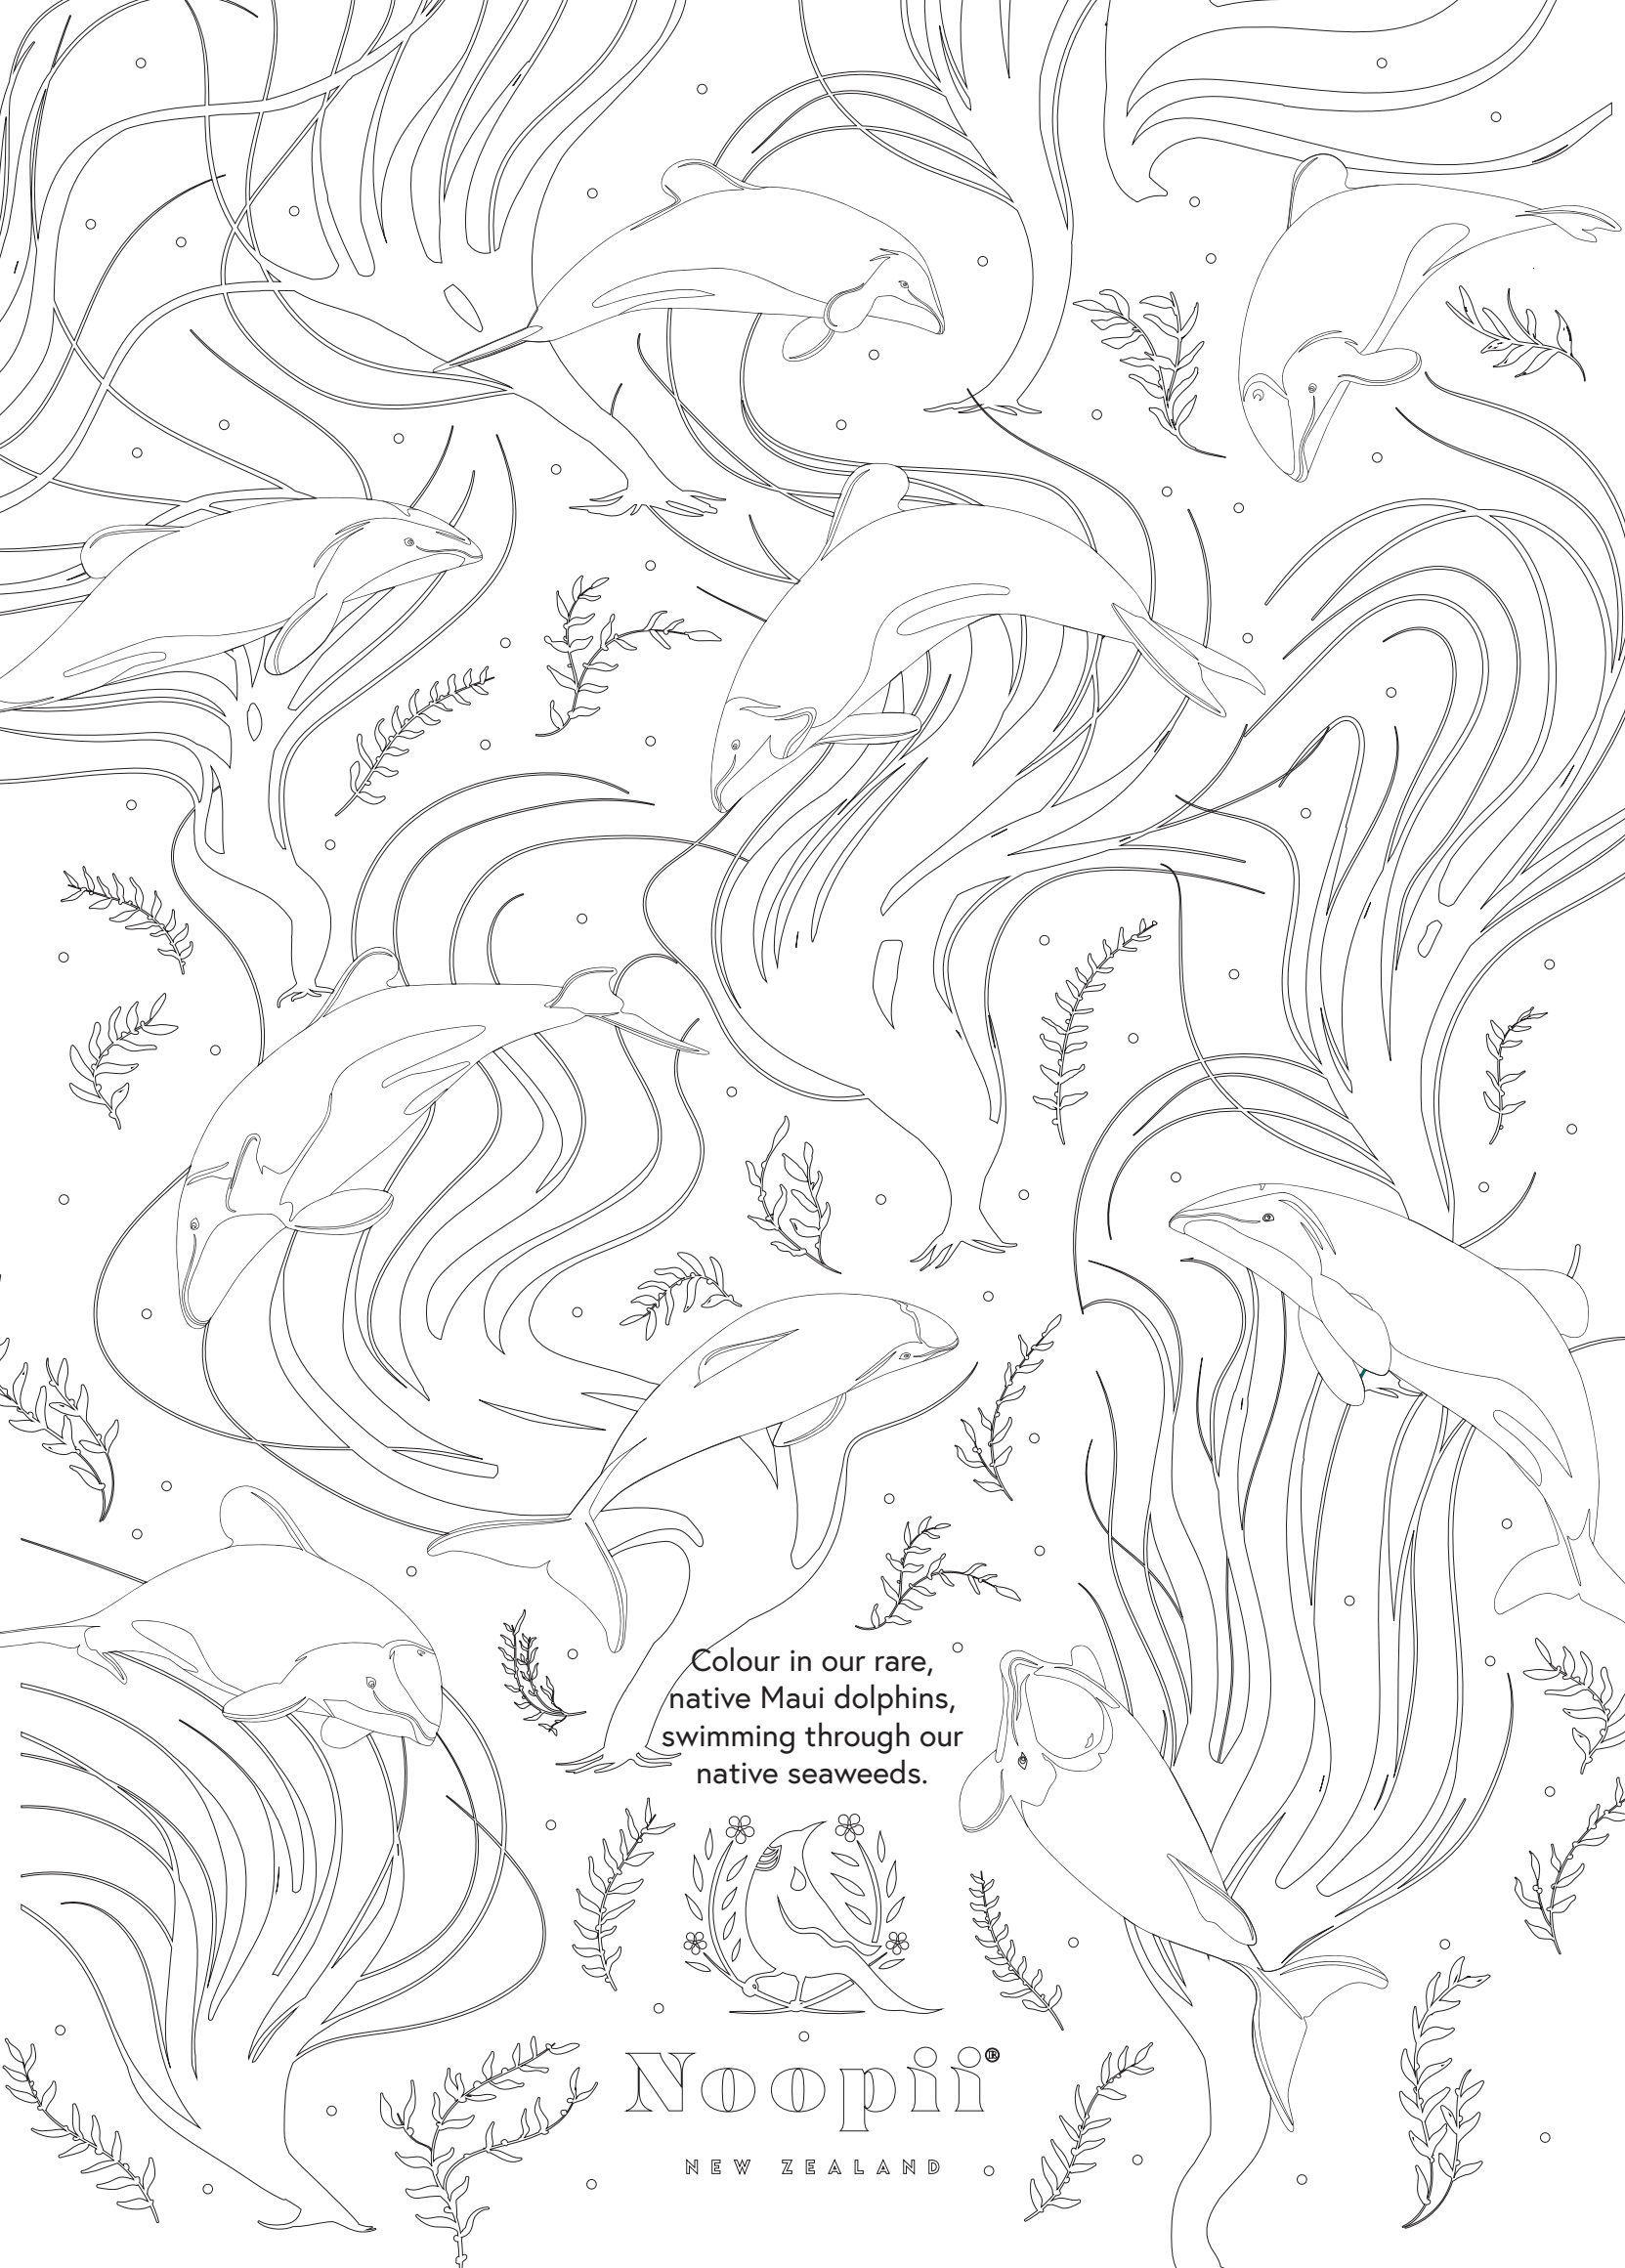 Colour in our rare,
native Maui dolphins,
swimming through our
native seaweeds.
Noopii®
NEW ZEALAND